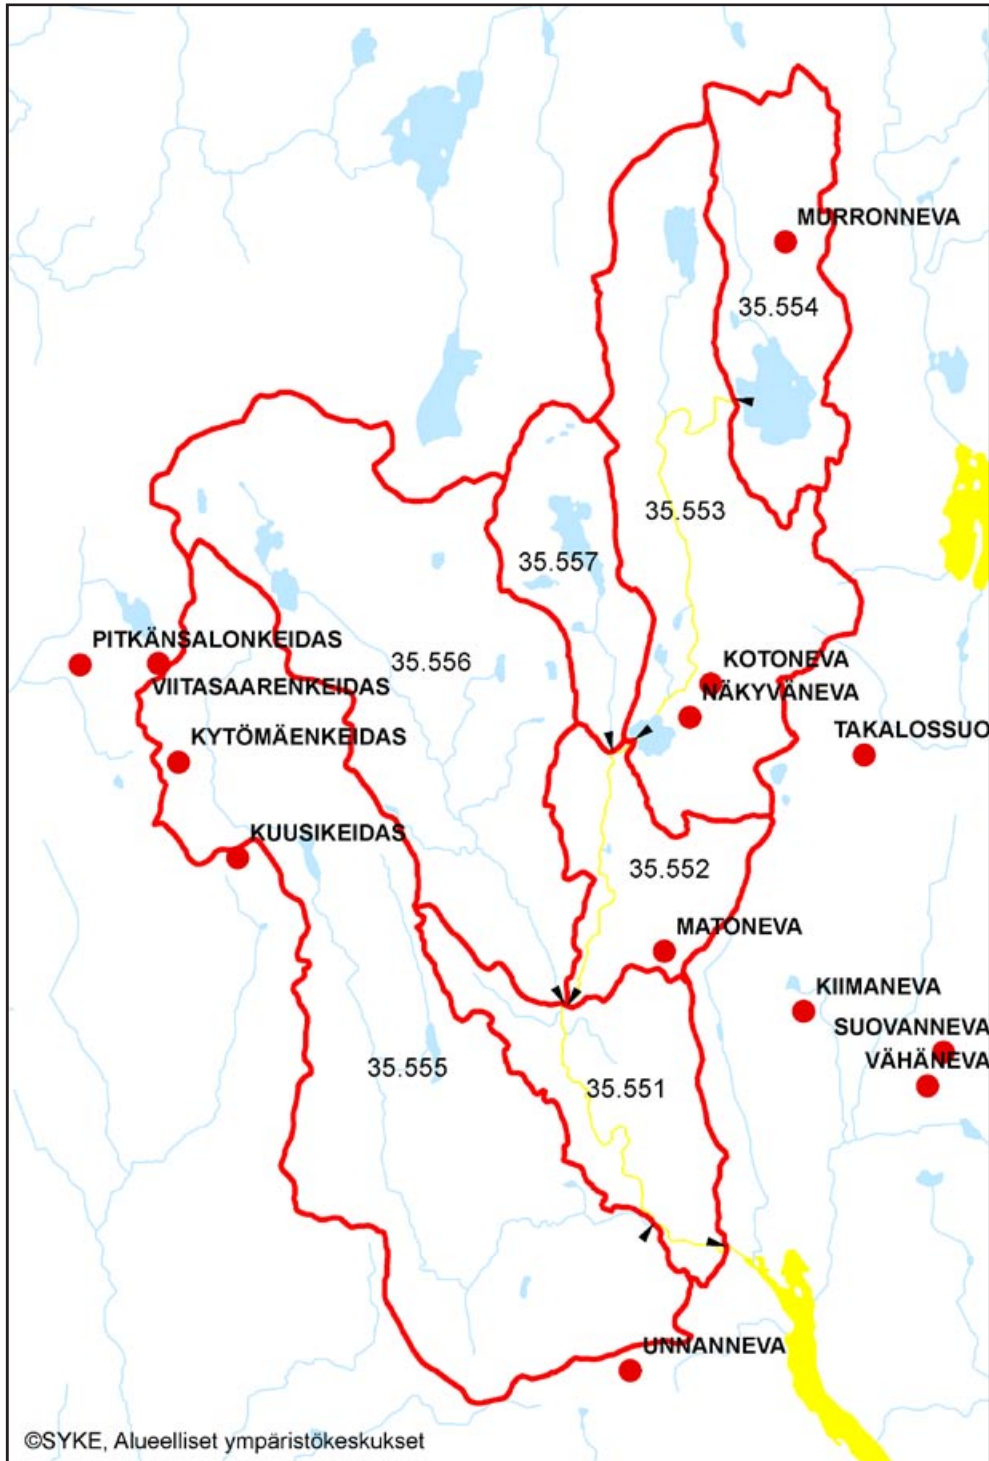 MURRONNEVA
35.554
35.553
35.557
PITKÄNSALONKEIDAS
35.556
KOTONEVA
VIITASAARENKEIDAS
NÄKYVÄNEVA
KYTÖMÄENKEIDAS
TAKALOSSUO
KUUSIKEIDAS
35.552
MATONEVA
KIIMANEVA
SUOVANNEVA
VÄHÄNEVA
35.555
35.551
UNNANNEVA
©SYKE, Alueelliset ympäristökeskukset